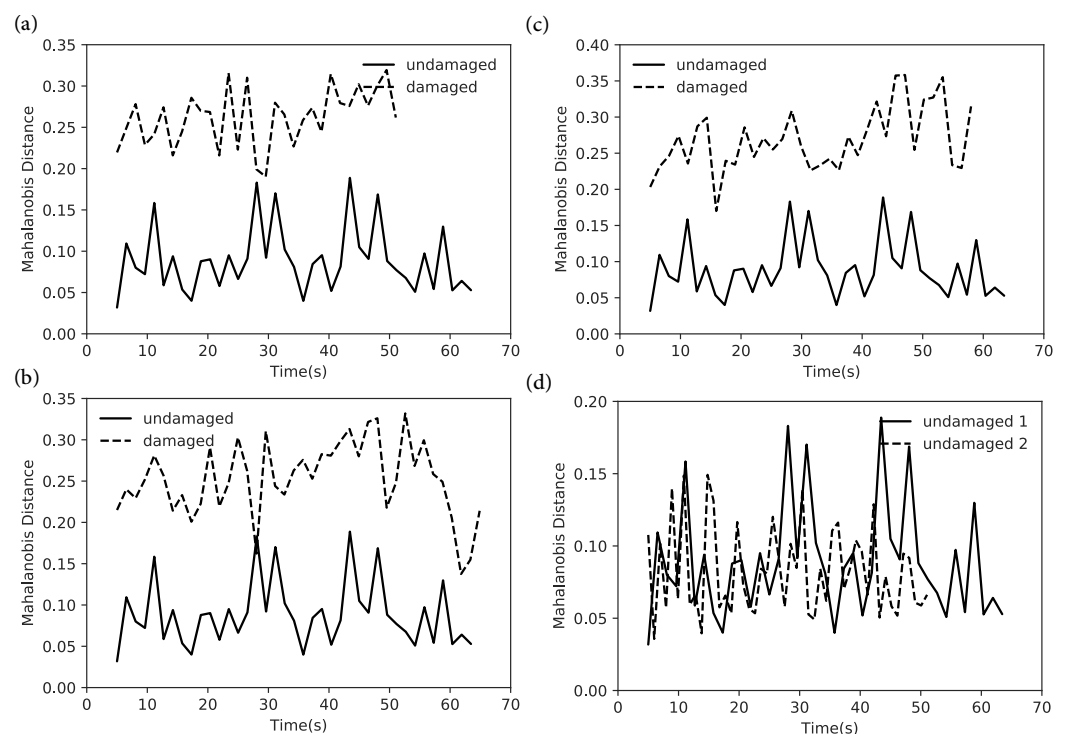 (a)
0.35
0.30
0.25
0.20
0.15
0.10
0.05
0.00
Mahalanobis Distance
undamaged
damaged
0 10 20 30 40 50 60 70
Time(s)
(c)
0.40
0.35
0.30
0.25
0.20
0.15
0.10
0.05
0.00
Mahalanobis Distance
undamaged
damaged
0 10 20 30 40 50 60 70
Time(s)
(b)
0.35
0.30
0.25
0.20
0.15
0.10
0.05
0.00
Mahalanobis Distance
undamaged
damaged
0 10 20 30 40 50 60 70
Time(s)
(d)
0.20
0.15
0.10
0.05
0.00
Mahalanobis Distance
undamaged 1
undamaged 2
0 10 20 30 40 50 60 70
Time(s)